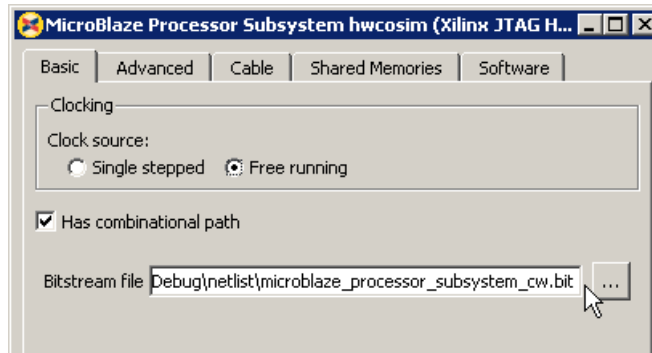 MicroBlaze Processor Subsystem hwcosim (Xilinx JTAG H...
Basic Advanced Cable Shared Memories Software
Clocking
Clock source:
Single stepped Free running
Has combinational path
Bitstream file Debug\netlist\microblaze_processor_subsystem_cw.bit ...